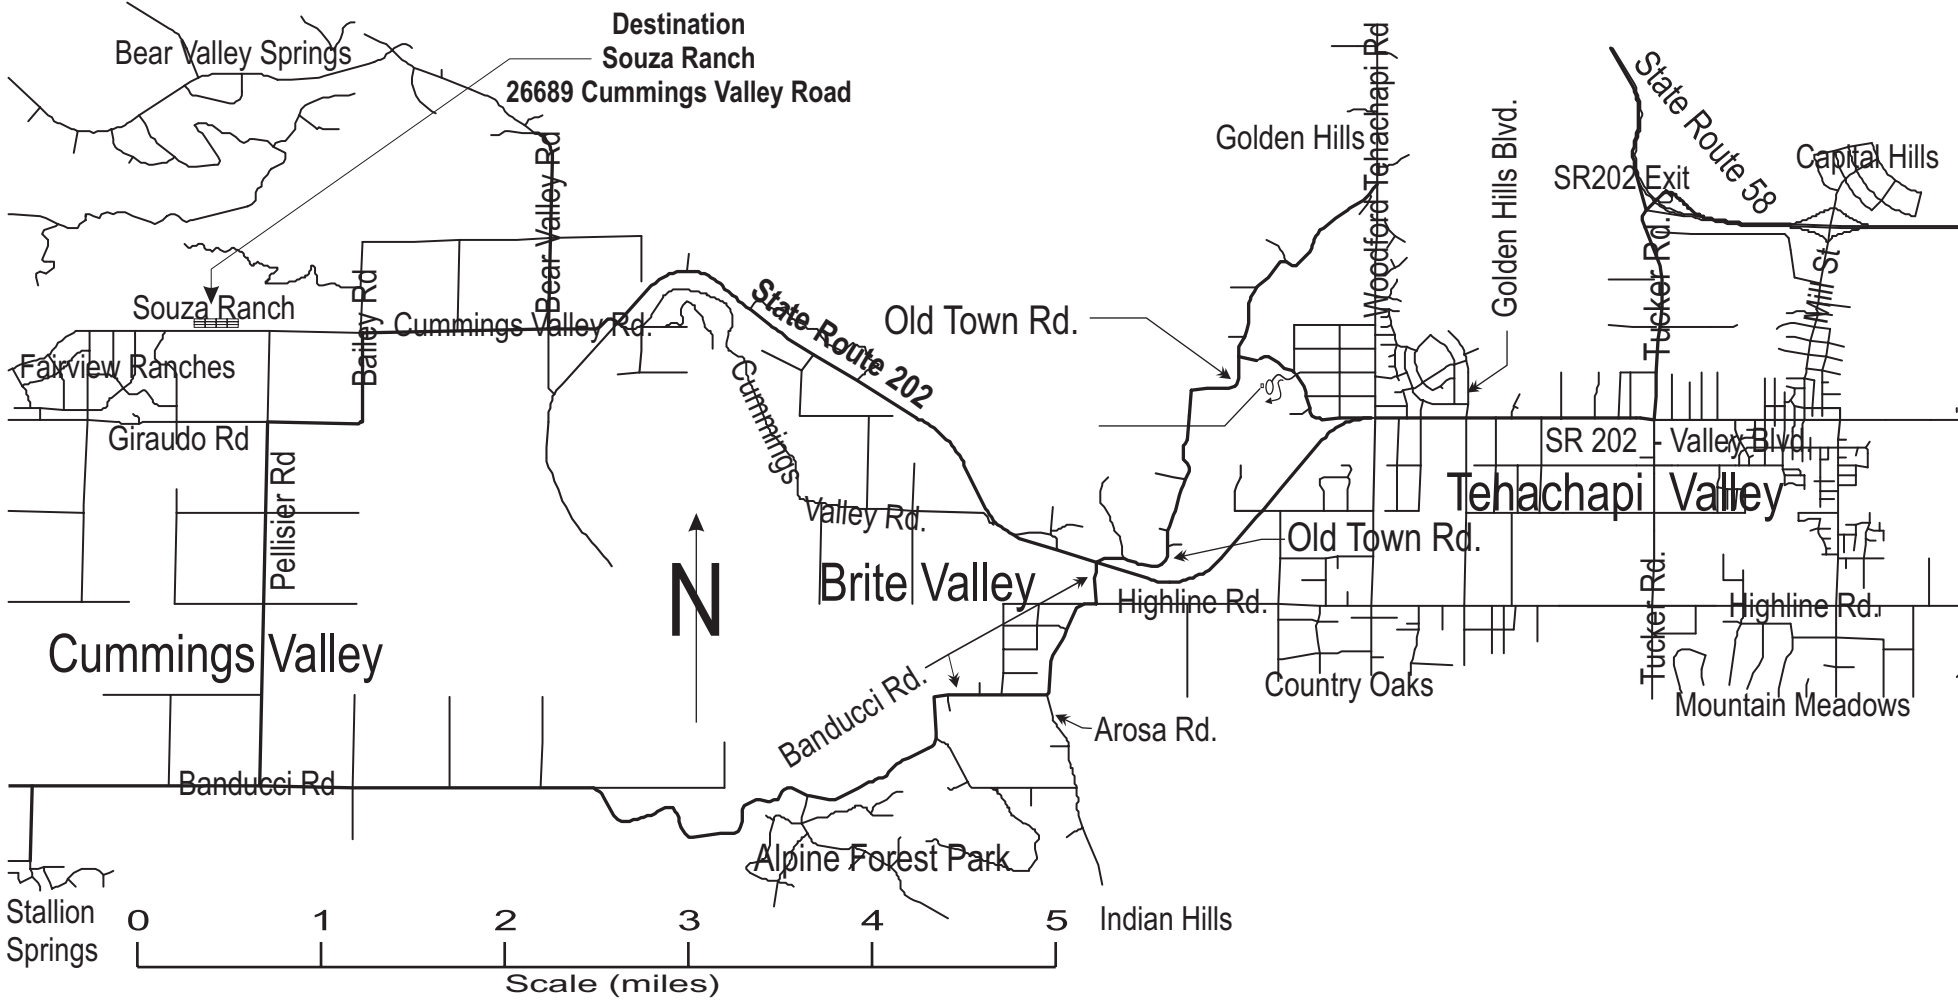 Destination
Souza Ranch
26689 Cummings Valley Road
Bear Valley Springs
Bear Valley Rd
Golden Hills
Woodford Tehachapi Rd
Golden Hills Blvd.
State Route 58
SR202 Exit
Capital Hills
Souza Ranch
Bailey Rd
Cummings Valley Rd.
State Route 202
Old Town Rd.
Tucker Rd.
Mill St
Fairview Ranches
Giraudo Rd
Pellisier Rd
Cummings
Valley Rd.
SR 202 - Valley Blvd.
Tehachapi Valley
Old Town Rd.
N
Brite Valley
Highline Rd.
Tucker Rd.
Highline Rd.
Cummings Valley
Banducci Rd.
Arosa Rd.
Country Oaks
Mountain Meadows
Banducci Rd
Alpine Forest Park
Stallion
Springs
Indian Hills
0 1 2 3 4 5
Scale (miles)